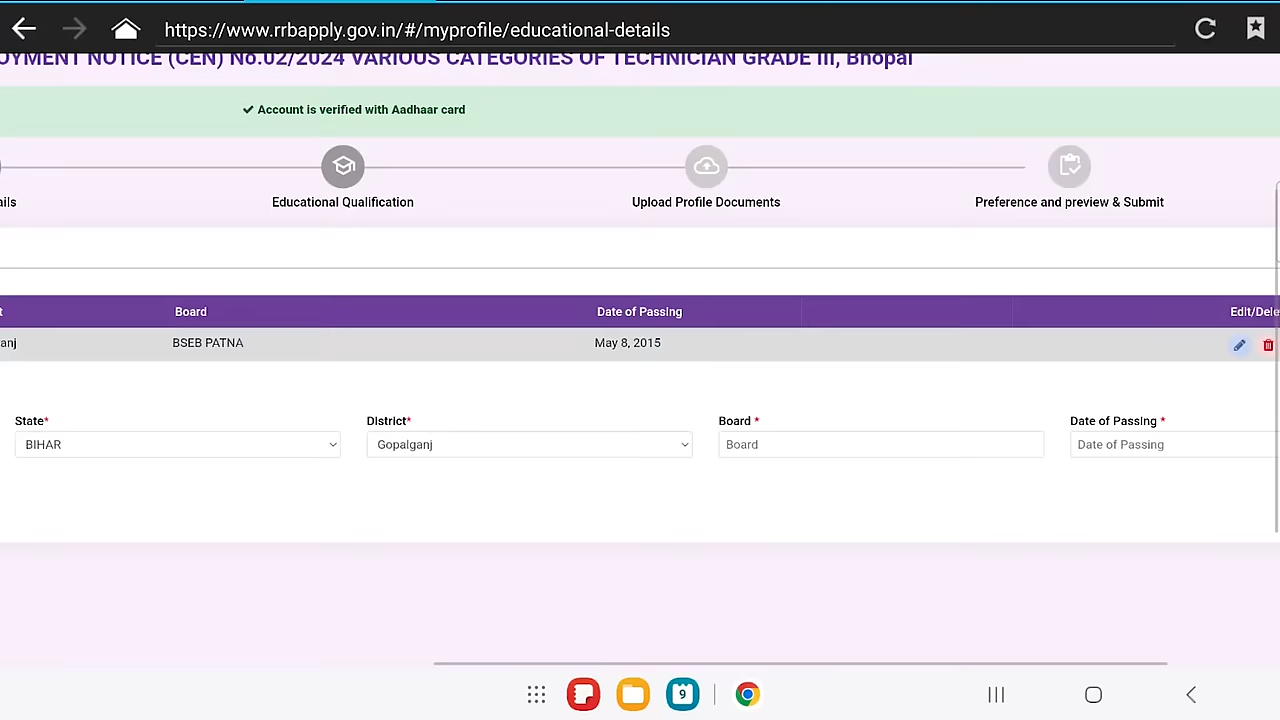 https://www.rrbapply.gov.in/#/myprofile/educational-details
OYMENT NOTICE (CEN) No.02/2024 VARIOUS CATEGORIES OF TECHNICIAN GRADE III, Bhopal
Account is verified with Aadhaar card
ails Educational Qualification Upload Profile Documents Preference and preview & Submit
t Board Date of Passing Edit/Dele
anj BSEB PATNA May 8, 2015
State* District* Board * Date of Passing *
BIHAR Gopalganj Board Date of Passing
9